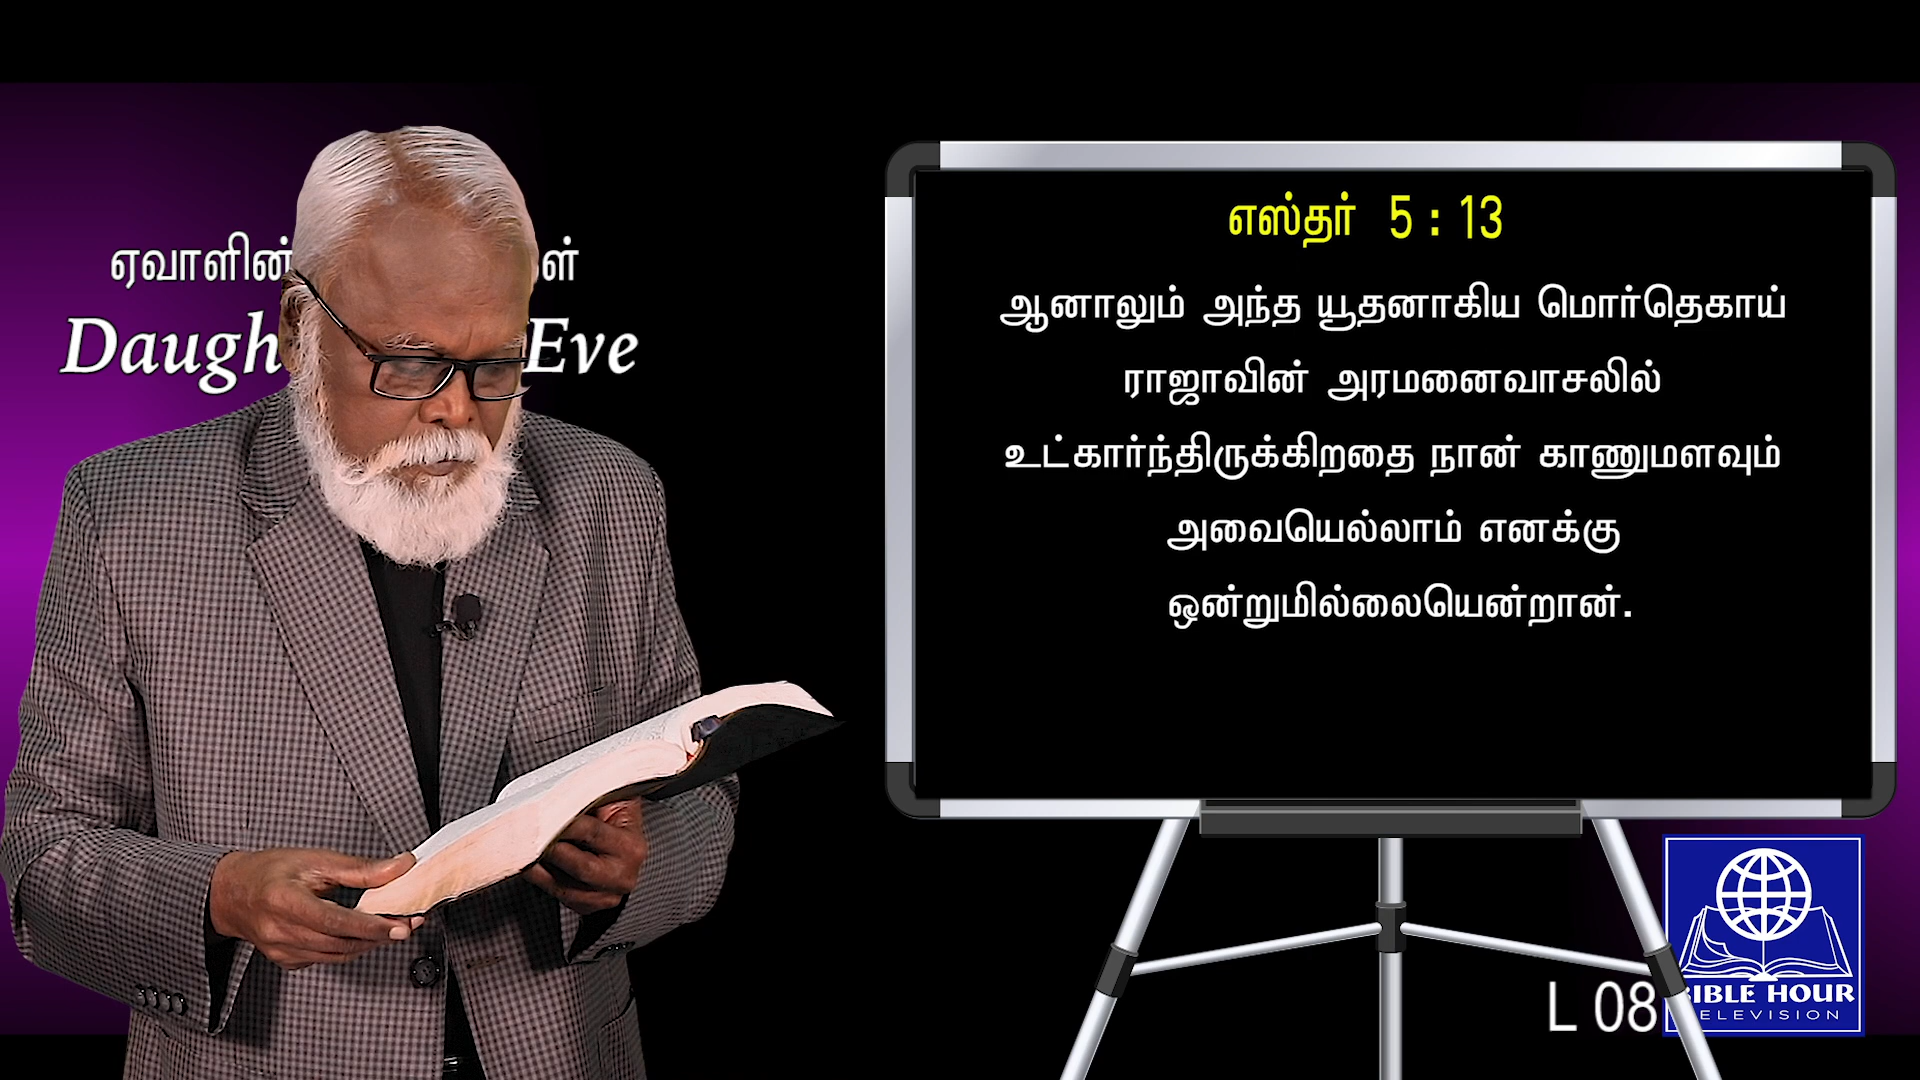 ஏவாளின் ள்
Daugh Eve
எஸ்தர் 5 : 13
ஆனாலும் அந்த யூதனாகிய மொர்தெகாய்
ராஜாவின் அரமனைவாசலில்
உட்கார்ந்திருக்கிறதை நான் காணுமளவும்
அவையெல்லாம் எனக்கு
ஒன்றுமில்லையென்றான்.
L 08
BIBLE HOUR
ELEVISION